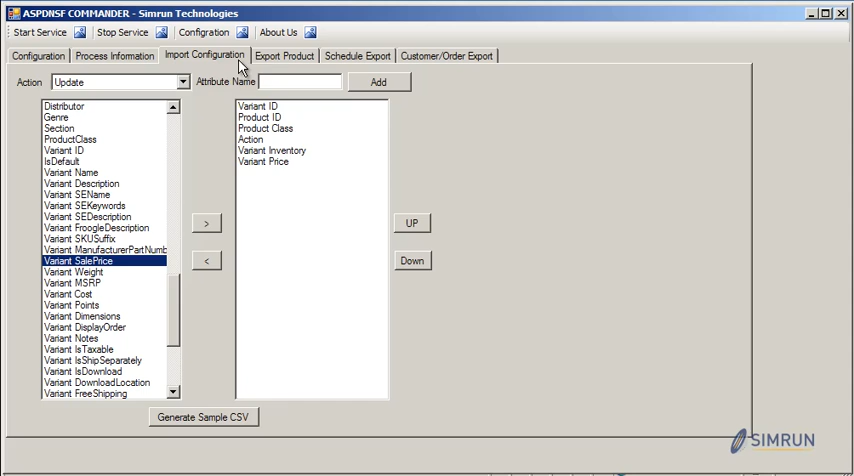 ASPDNSF COMMANDER - Simrun Technologies
Start Service Stop Service Configration About Us
Configuration Process Information Import Configuration Export Product Schedule Export Customer/Order Export
Action Update Attribute Name Add
Distributor
Genre
Section
ProductClass
Variant ID
IsDefault
Variant Name
Variant Description
Variant SEName
Variant SEKeywords
Variant SEDescription
Variant FroogleDescription
Variant SKUSuffix
Variant ManufacturerPartNumb
Variant SalePrice
Variant Weight
Variant MSRP
Variant Cost
Variant Points
Variant Dimensions
Variant DisplayOrder
Variant Notes
Variant IsTaxable
Variant IsShipSeparately
Variant IsDownload
Variant DownloadLocation
Variant FreeShipping
>
<
Variant ID
Product ID
Product Class
Action
Variant Inventory
Variant Price
UP
Down
Generate Sample CSV
SIMRUN